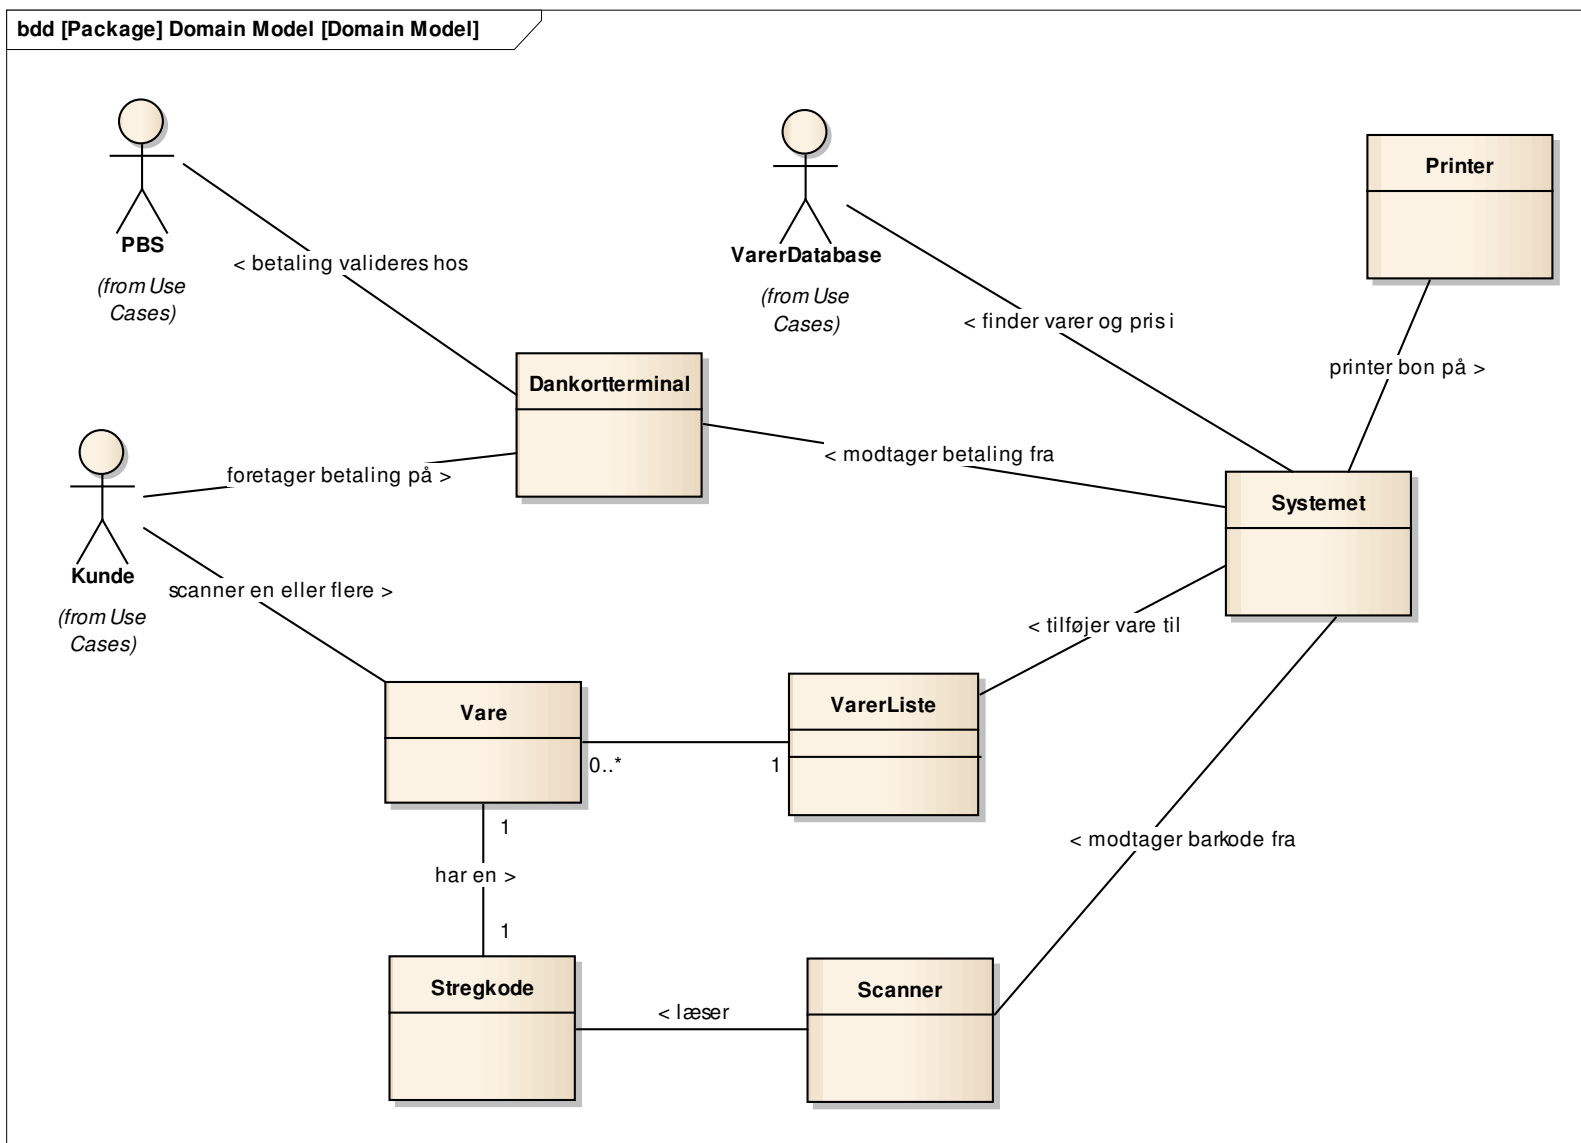 bdd [Package] Domain Model [Domain Model]
PBS
(from Use
Cases)
VarerDatabase
(from Use
Cases)
Printer
< betaling valideres hos
< finder varer og pris i
printer bon på >
Dankortterminal
< modtager betaling fra
foretager betaling på >
Kunde
(from Use
Cases)
Systemet
scanner en eller flere >
< tilføjer vare til
Vare
VarerListe
0..*
1
1
har en >
1
< modtager barkode fra
Stregkode
< læser
Scanner